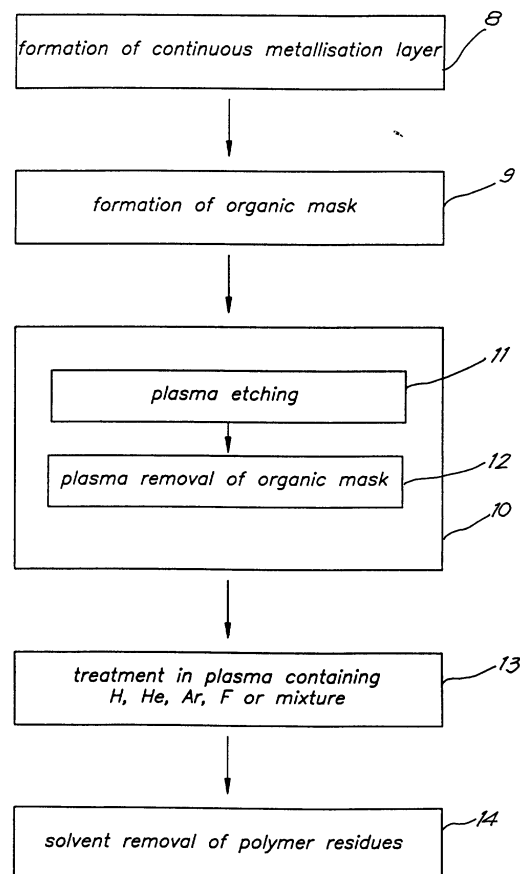 8
formation of continuous metallisation layer
9
formation of organic mask
11
plasma etching
12
plasma removal of organic mask
10
13
treatment in plasma containing
H, He, Ar, F or mixture
14
solvent removal of polymer residues